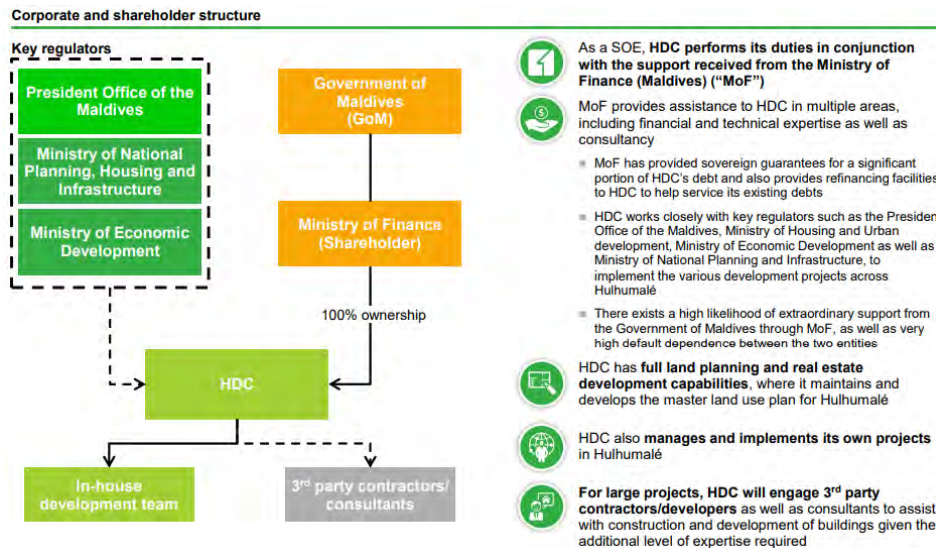 Corporate and shareholder structure
Key regulators
President Office of the
Maldives
Ministry of National
Planning, Housing and
Infrastructure
Ministry of Economic
Development
Government of
Maldives
(GoM)
Ministry of Finance
(Shareholder)
100% ownership
HDC
In-house
development team
3rd party contractors/
consultants
As a SOE, HDC performs its duties in conjunction
with the support received from the Ministry of
Finance (Maldives) (“MoF”)
MoF provides assistance to HDC in multiple areas,
including financial and technical expertise as well as
consultancy
MoF has provided sovereign guarantees for a significant
portion of HDC's debt and also provides refinancing facilities
to HDC to help service its existing debts
HDC works closely with key regulators such as the Presiden
Office of the Maldives, Ministry of Housing and Urban
development, Ministry of Economic Development as well as
Ministry of National Planning and Infrastructure, to
implement the various development projects across
Hulhumalé
There exists a high likelihood of extraordinary support from
the Government of Maldives through MoF, as well as very
high default dependence between the two entities
HDC has full land planning and real estate
development capabilities, where it maintains and
develops the master land use plan for Hulhumalé
HDC also manages and implements its own projects
in Hulhumalé
For large projects, HDC will engage 3rd party
contractors/developers as well as consultants to assist
with construction and development of buildings given the
additional level of expertise required